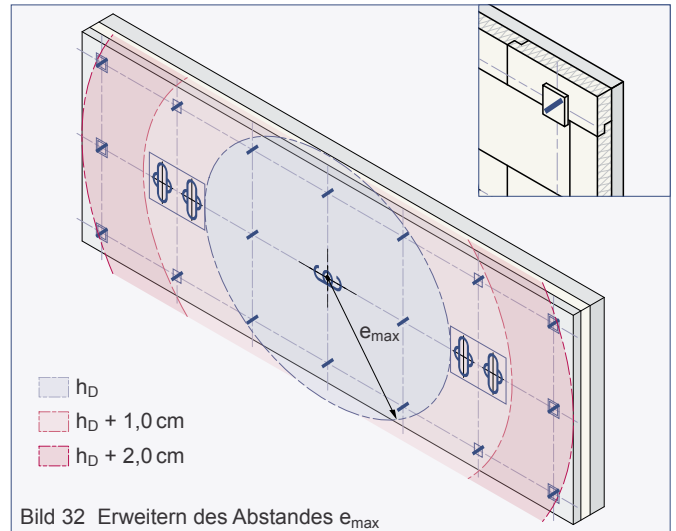 e_max
h_D
h_D + 1,0 cm
h_D + 2,0 cm
Bild 32 Erweitern des Abstandes e_max